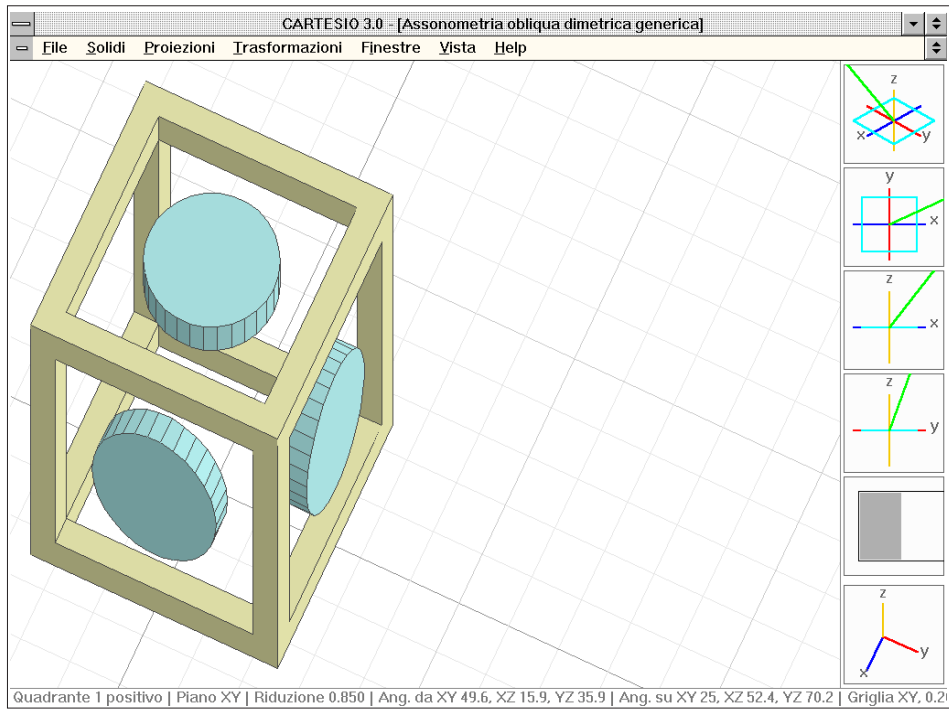 CARTESIO 3.0 - [Assonometria obliqua dimetrica generica]
File Solidi Proiezioni Trasformazioni Finestre Vista Help
z
x y
y
x
z
x
z
y
z
y
x
Quadrante 1 positivo | Piano XY | Riduzione 0.850 | Ang. da XY 49.6, XZ 15.9, YZ 35.9 | Ang. su XY 25, XZ 52.4, YZ 70.2 | Griglia XY, 0.2